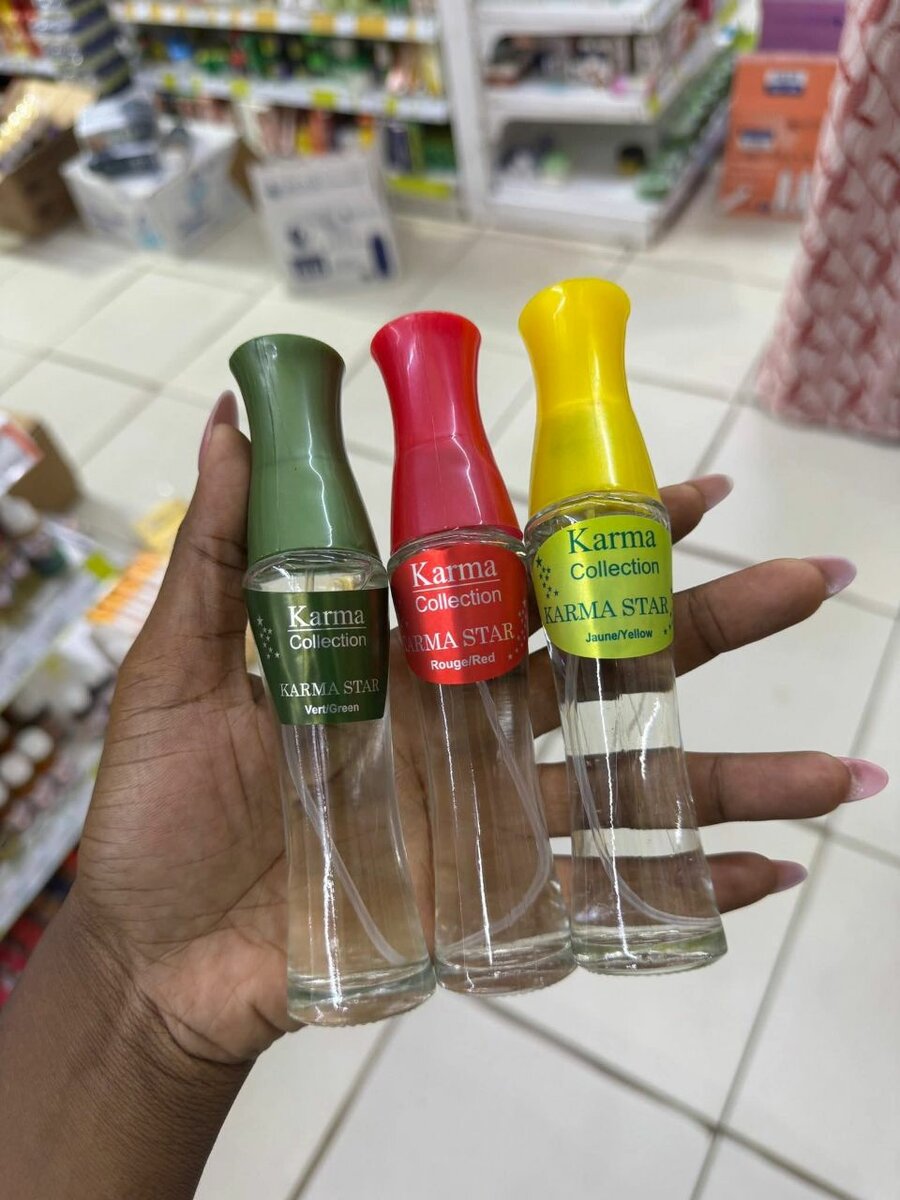 Karma
Collection
KARMA STAR
Vert/Green
Karma
Collection
KARMA STAR
Rouge/Red
Karma
Collection
KARMA STAR
Jaune/Yellow